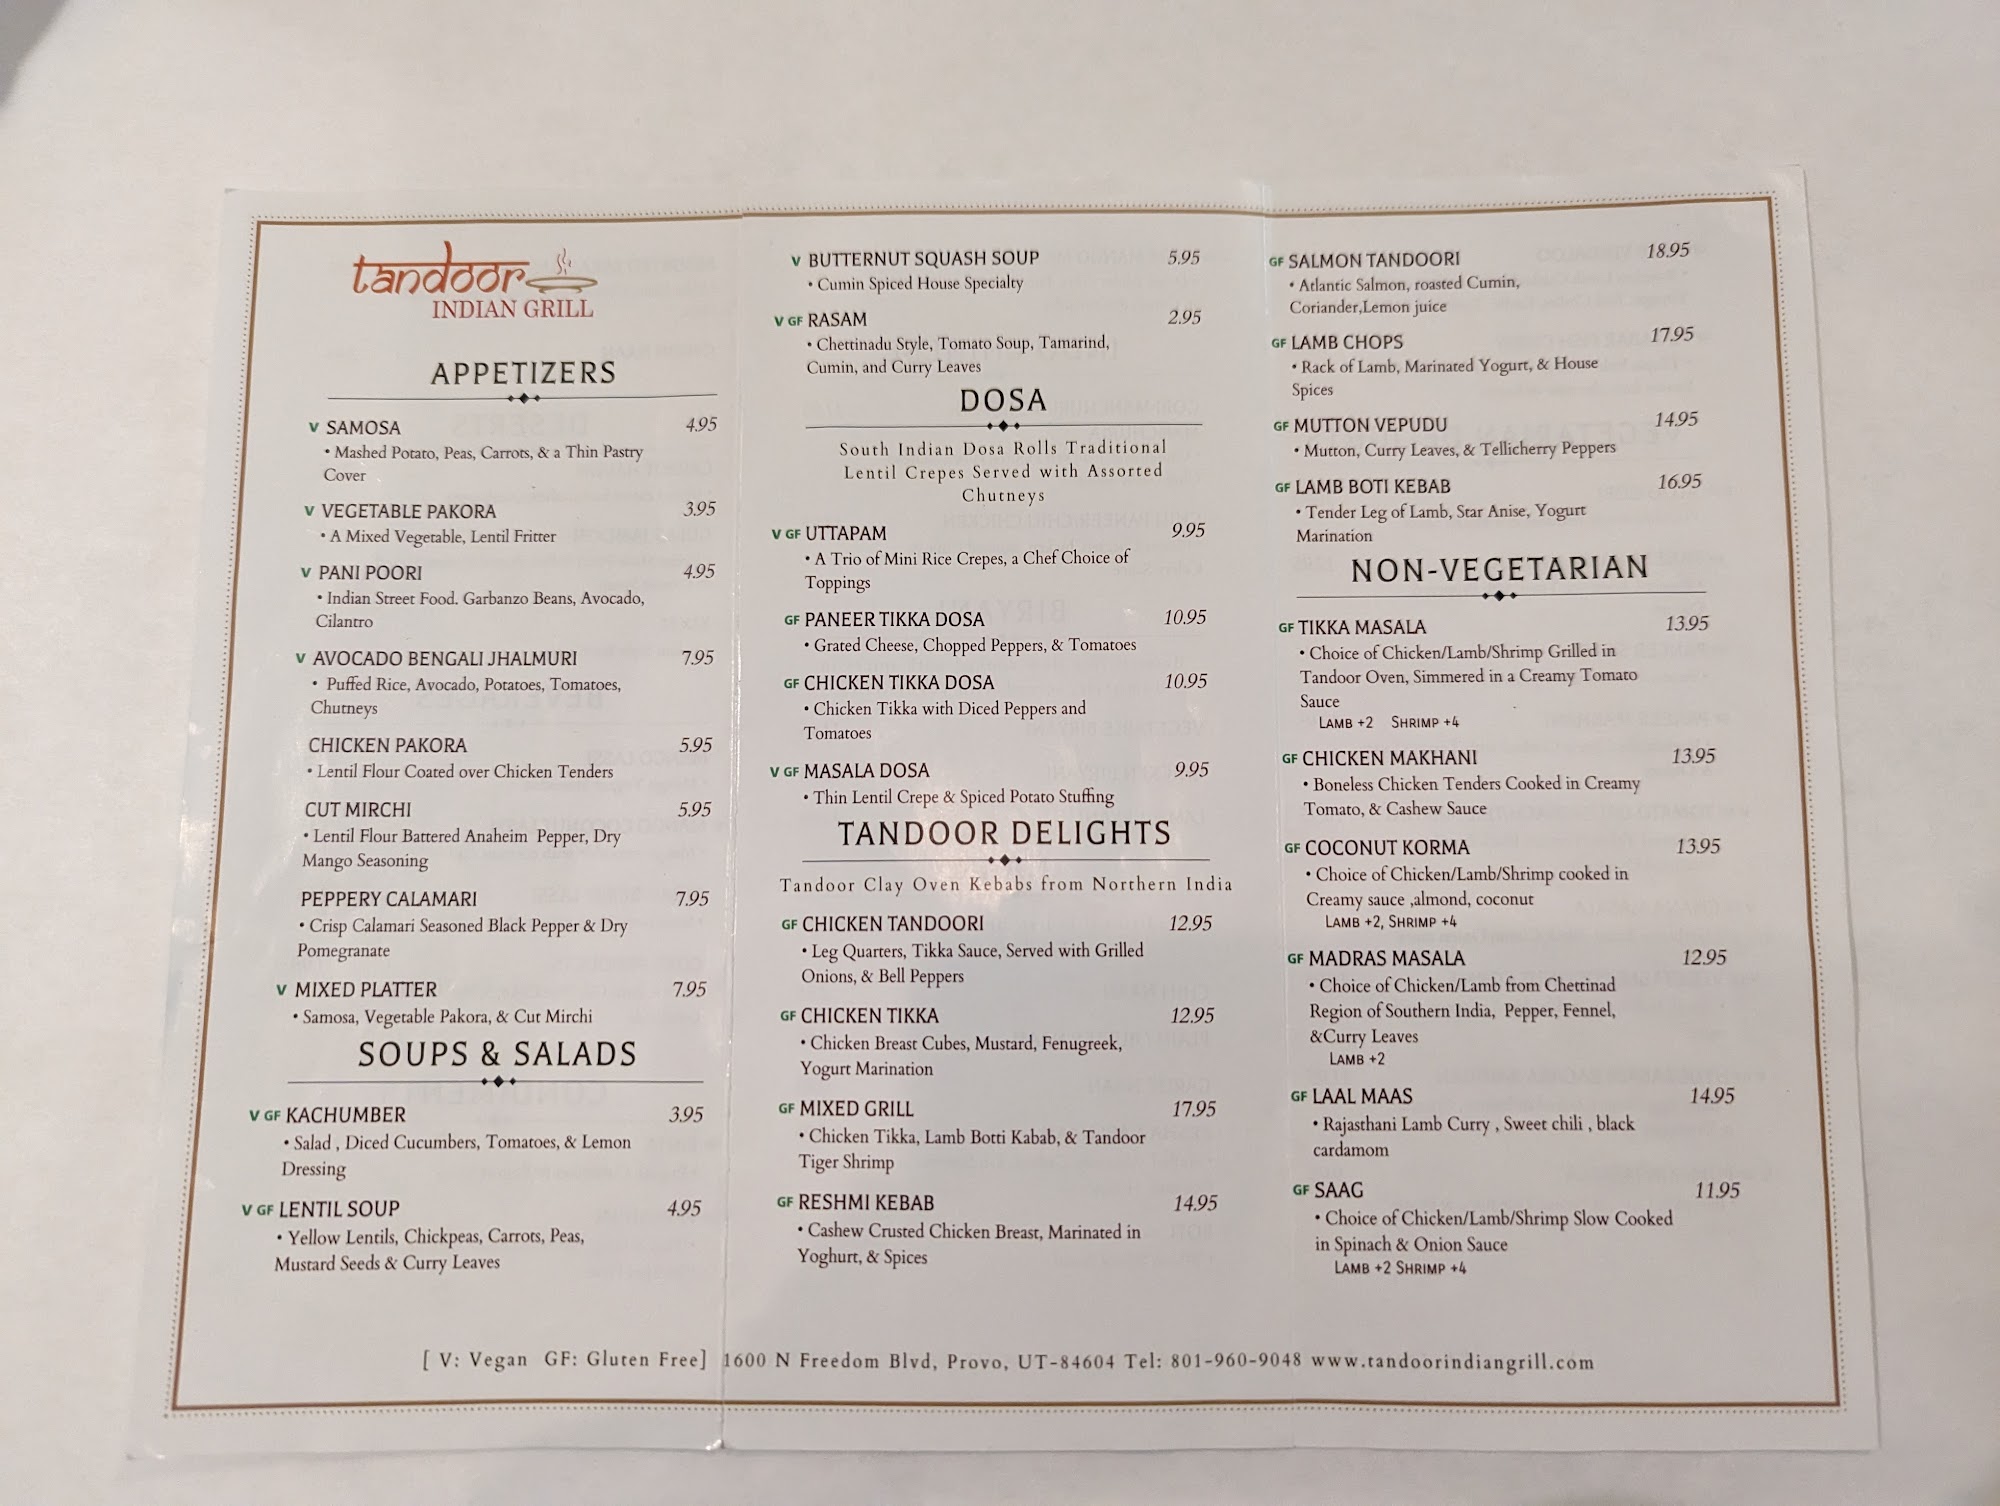 tandoor
INDIAN GRILL
APPETIZERS
V SAMOSA 4.95
• Mashed Potato, Peas, Carrots, & a Thin Pastry
Cover
V VEGETABLE PAKORA 3.95
• A Mixed Vegetable, Lentil Fritter
V PANI POORI 4.95
• Indian Street Food. Garbanzo Beans, Avocado,
Cilantro
V AVOCADO BENGALI JHALMURI 7.95
• Puffed Rice, Avocado, Potatoes, Tomatoes,
Chutneys
CHICKEN PAKORA 5.95
• Lentil Flour Coated over Chicken Tenders
CUT MIRCHI 5.95
• Lentil Flour Battered Anaheim Pepper, Dry
Mango Seasoning
PEPPERY CALAMARI 7.95
• Crisp Calamari Seasoned Black Pepper & Dry
Pomegranate
V MIXED PLATTER 7.95
• Samosa, Vegetable Pakora, & Cut Mirchi
SOUPS & SALADS
V GF KACHUMBER 3.95
• Salad , Diced Cucumbers, Tomatoes, & Lemon
Dressing
V GF LENTIL SOUP 4.95
• Yellow Lentils, Chickpeas, Carrots, Peas,
Mustard Seeds & Curry Leaves
V BUTTERNUT SQUASH SOUP 5.95
• Cumin Spiced House Specialty
V GF RASAM 2.95
• Chettinadu Style, Tomato Soup, Tamarind,
Cumin, and Curry Leaves
DOSA
South Indian Dosa Rolls Traditional
Lentil Crepes Served with Assorted
Chutneys
V GF UTTAPAM 9.95
• A Trio of Mini Rice Crepes, a Chef Choice of
Toppings
GF PANEER TIKKA DOSA 10.95
• Grated Cheese, Chopped Peppers, & Tomatoes
GF CHICKEN TIKKA DOSA 10.95
• Chicken Tikka with Diced Peppers and
Tomatoes
V GF MASALA DOSA 9.95
• Thin Lentil Crepe & Spiced Potato Stuffing
TANDOOR DELIGHTS
Tandoor Clay Oven Kebabs from Northern India
GF CHICKEN TANDOORI 12.95
• Leg Quarters, Tikka Sauce, Served with Grilled
Onions, & Bell Peppers
GF CHICKEN TIKKA 12.95
• Chicken Breast Cubes, Mustard, Fenugreek,
Yogurt Marination
GF MIXED GRILL 17.95
• Chicken Tikka, Lamb Botti Kabab, & Tandoor
Tiger Shrimp
GF RESHMI KEBAB 14.95
• Cashew Crusted Chicken Breast, Marinated in
Yoghurt, & Spices
GF SALMON TANDOORI 18.95
• Atlantic Salmon, roasted Cumin,
Coriander,Lemon juice
GF LAMB CHOPS 17.95
• Rack of Lamb, Marinated Yogurt, & House
Spices
GF MUTTON VEPUDU 14.95
• Mutton, Curry Leaves, & Tellicherry Peppers
GF LAMB BOTI KEBAB 16.95
• Tender Leg of Lamb, Star Anise, Yogurt
Marination
NON-VEGETARIAN
GF TIKKA MASALA 13.95
• Choice of Chicken/Lamb/Shrimp Grilled in
Tandoor Oven, Simmered in a Creamy Tomato
Sauce
LAMB +2 SHRIMP +4
GF CHICKEN MAKHANI 13.95
• Boneless Chicken Tenders Cooked in Creamy
Tomato, & Cashew Sauce
GF COCONUT KORMA 13.95
• Choice of Chicken/Lamb/Shrimp cooked in
Creamy sauce ,almond, coconut
LAMB +2, SHRIMP +4
GF MADRAS MASALA 12.95
• Choice of Chicken/Lamb from Chettinad
Region of Southern India, Pepper, Fennel,
&Curry Leaves
LAMB +2
GF LAAL MAAS 14.95
• Rajasthani Lamb Curry , Sweet chili , black
cardamom
GF SAAG 11.95
• Choice of Chicken/Lamb/Shrimp Slow Cooked
in Spinach & Onion Sauce
LAMB +2 SHRIMP +4
[ V: Vegan GF: Gluten Free] 1600 N Freedom Blvd, Provo, UT-84604 Tel: 801-960-9048 www.tandoorindiangrill.com